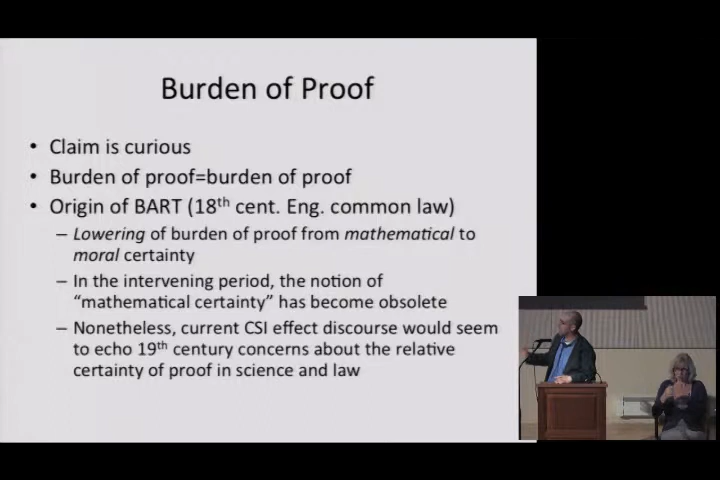 Burden of Proof
• Claim is curious
• Burden of proof=burden of proof
• Origin of BART (18th cent. Eng. common law)
– Lowering of burden of proof from mathematical to
moral certainty
– In the intervening period, the notion of
“mathematical certainty” has become obsolete
– Nonetheless, current CSI effect discourse would seem
to echo 19th century concerns about the relative
certainty of proof in science and law